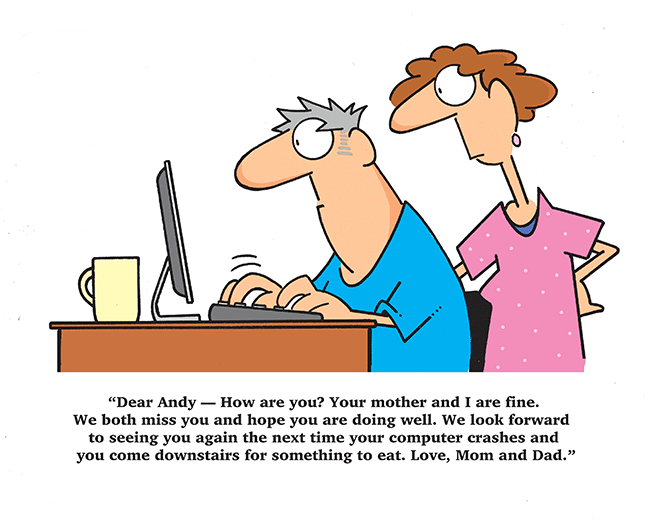 “Dear Andy — How are you? Your mother and I are fine.
We both miss you and hope you are doing well. We look forward
to seeing you again the next time your computer crashes and
you come downstairs for something to eat. Love, Mom and Dad.”